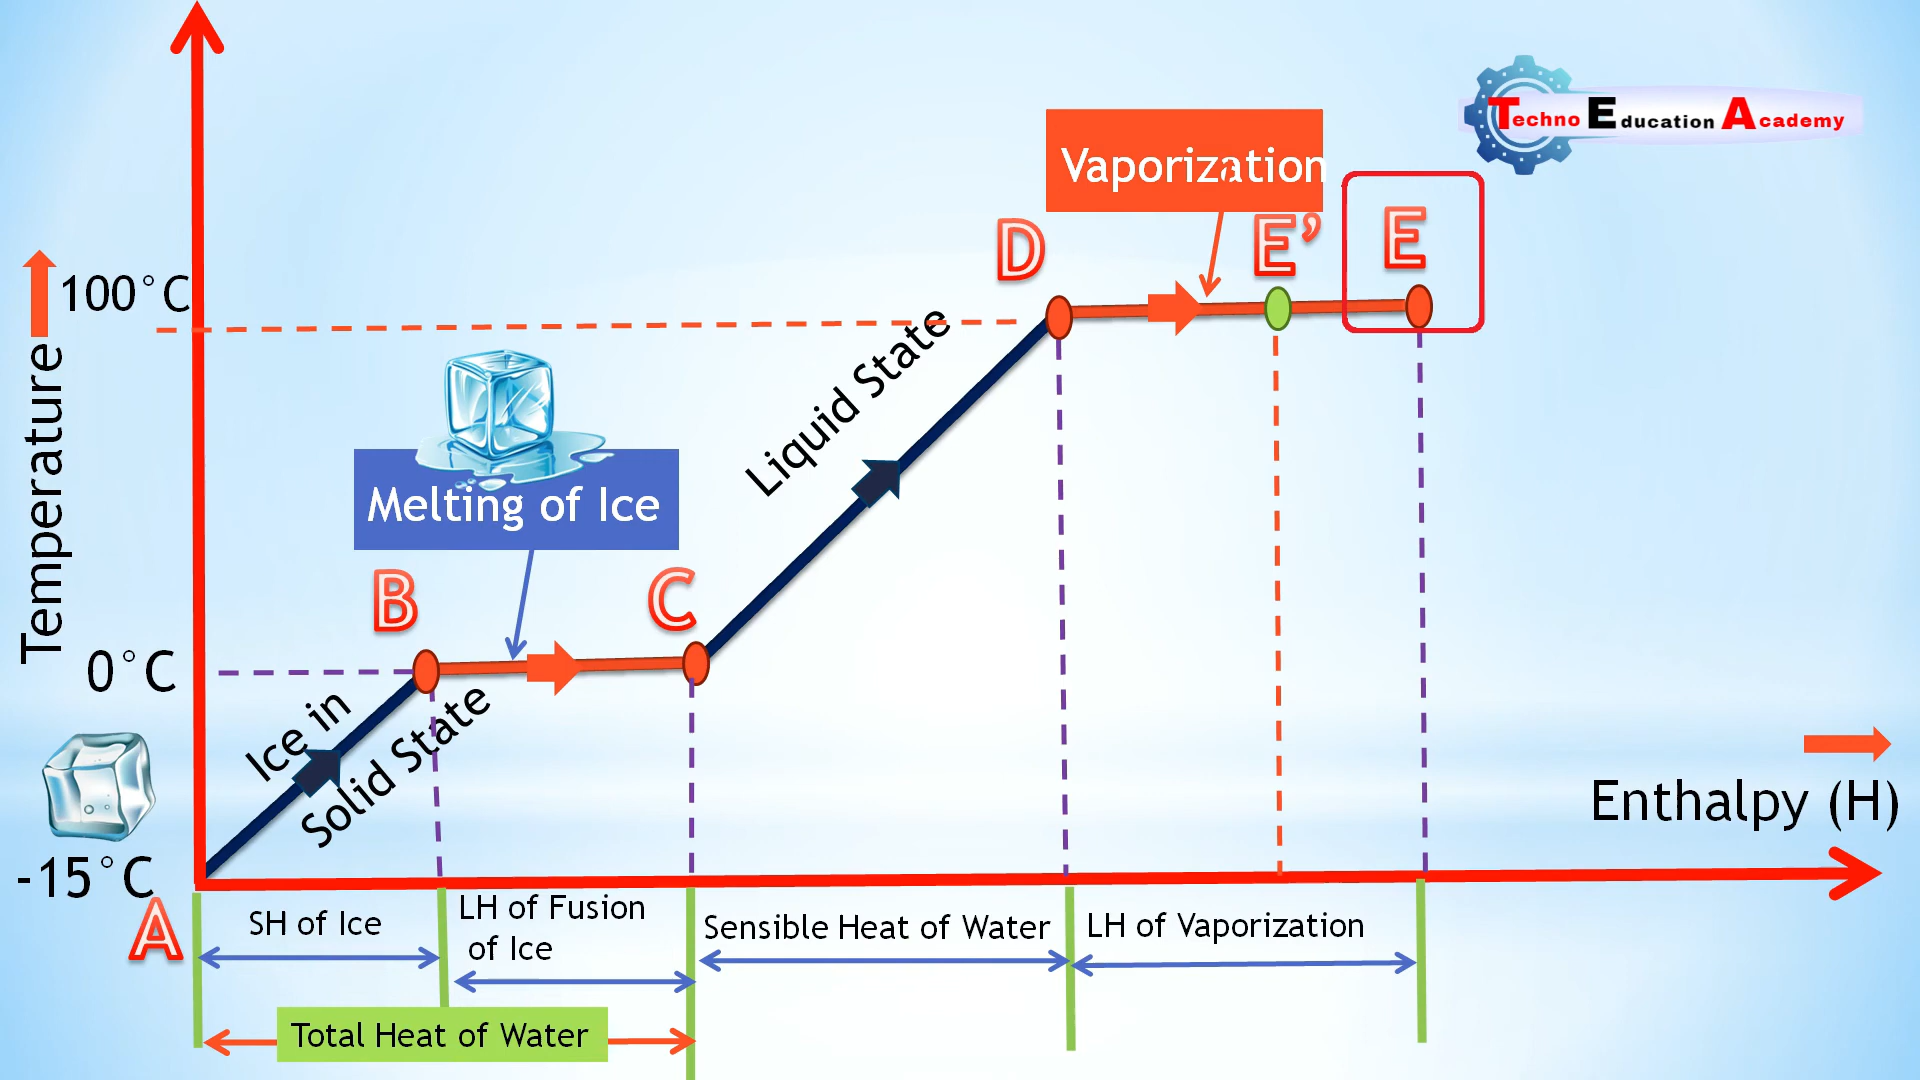 Techno Education Academy
Vaporization
D
E’
E
100°C
Liquid State
Temperature
Melting of Ice
B
C
0°C
Ice in
Solid State
Enthalpy (H)
-15°C
A
SH of Ice
LH of Fusion
of Ice
Sensible Heat of Water
LH of Vaporization
Total Heat of Water